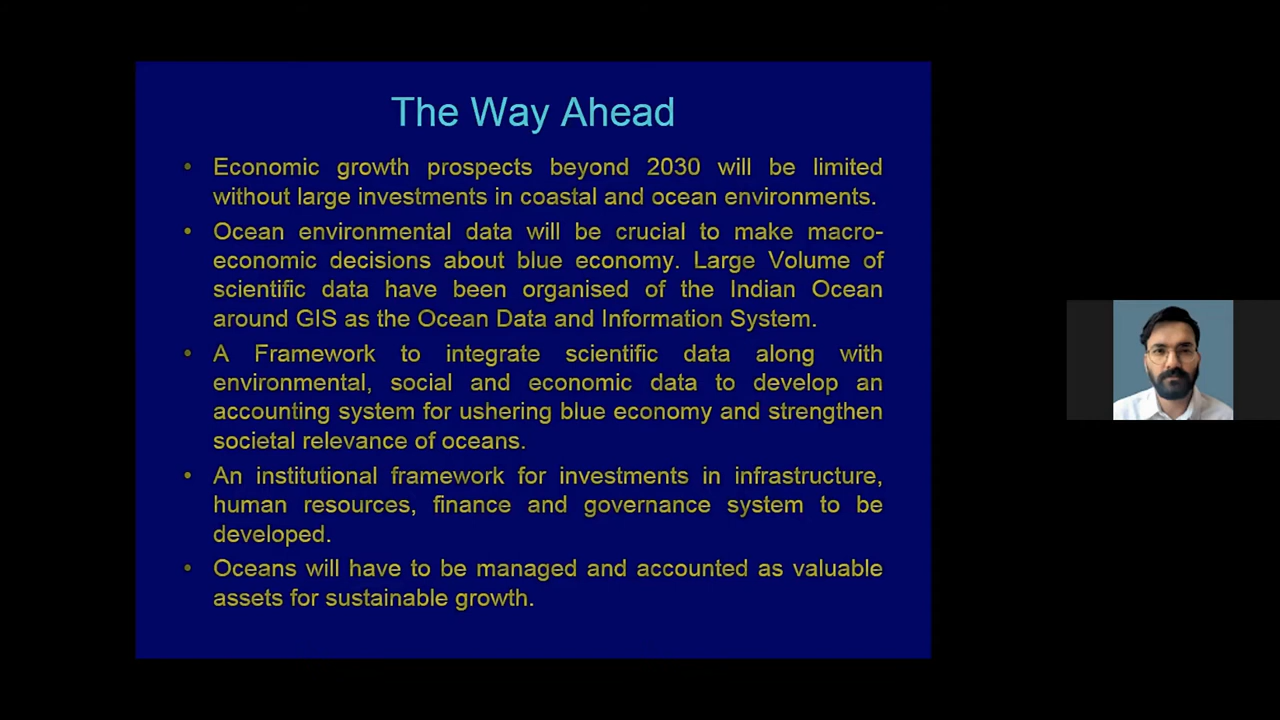 The Way Ahead
• Economic growth prospects beyond 2030 will be limited
without large investments in coastal and ocean environments.
• Ocean environmental data will be crucial to make macro-
economic decisions about blue economy. Large Volume of
scientific data have been organised of the Indian Ocean
around GIS as the Ocean Data and Information System.
• A Framework to integrate scientific data along with
environmental, social and economic data to develop an
accounting system for ushering blue economy and strengthen
societal relevance of oceans.
• An institutional framework for investments in infrastructure,
human resources, finance and governance system to be
developed.
• Oceans will have to be managed and accounted as valuable
assets for sustainable growth.